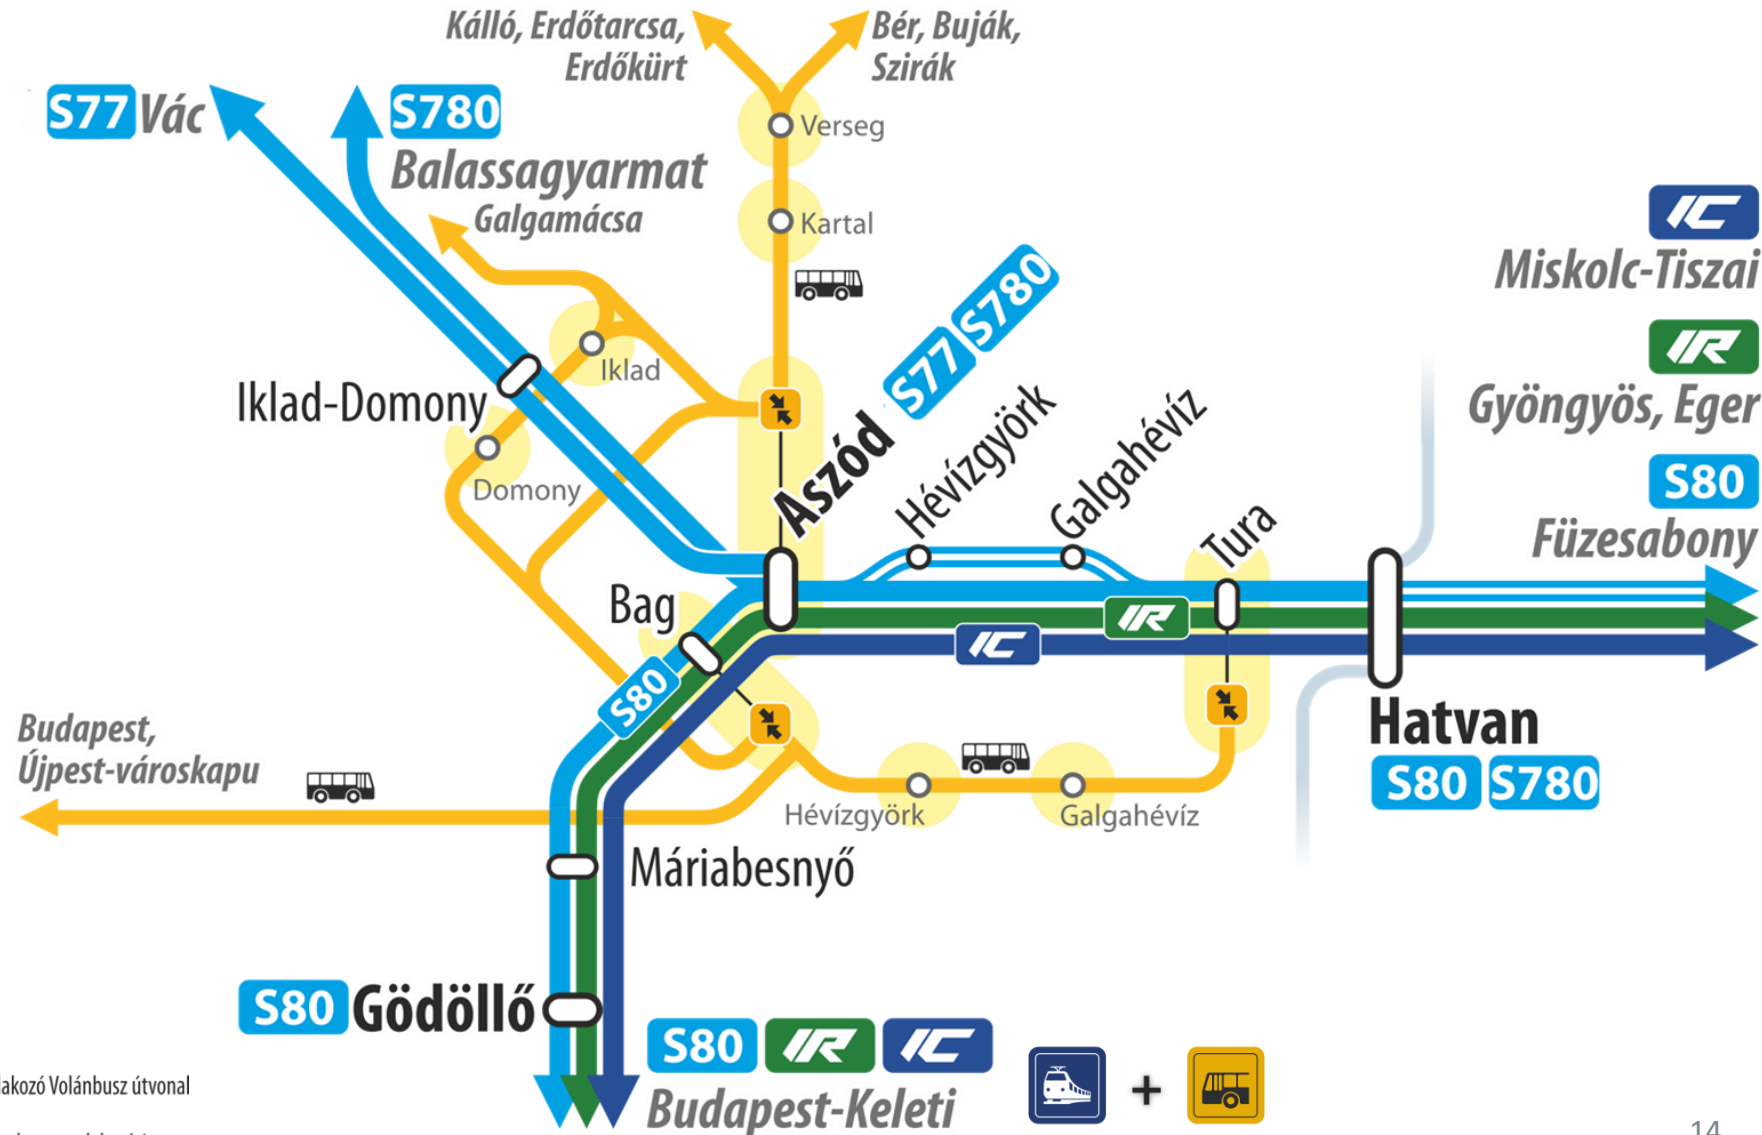 Kálló, Erdőtarcsa,
Erdőkürt
Bér, Buják,
Szirák
S77 Vác
S780
Balassagyarmat
Galgamácsa
Verseg
Kartal
IC
Miskolc-Tiszai
IR
Gyöngyös, Eger
S80
Füzesabony
Iklad
Iklad-Domony
Domony
Aszód
S77 S780
Hévízgyörk
Galgahévíz
Tura
Bag
S80
IR
IC
Hatvan
S80 S780
Budapest,
Újpest-városkapu
Hévízgyörk
Galgahévíz
Máriabesnyő
S80 Gödöllő
S80 IR IC
Budapest-Keleti
+
Volánbusz útvonal
14